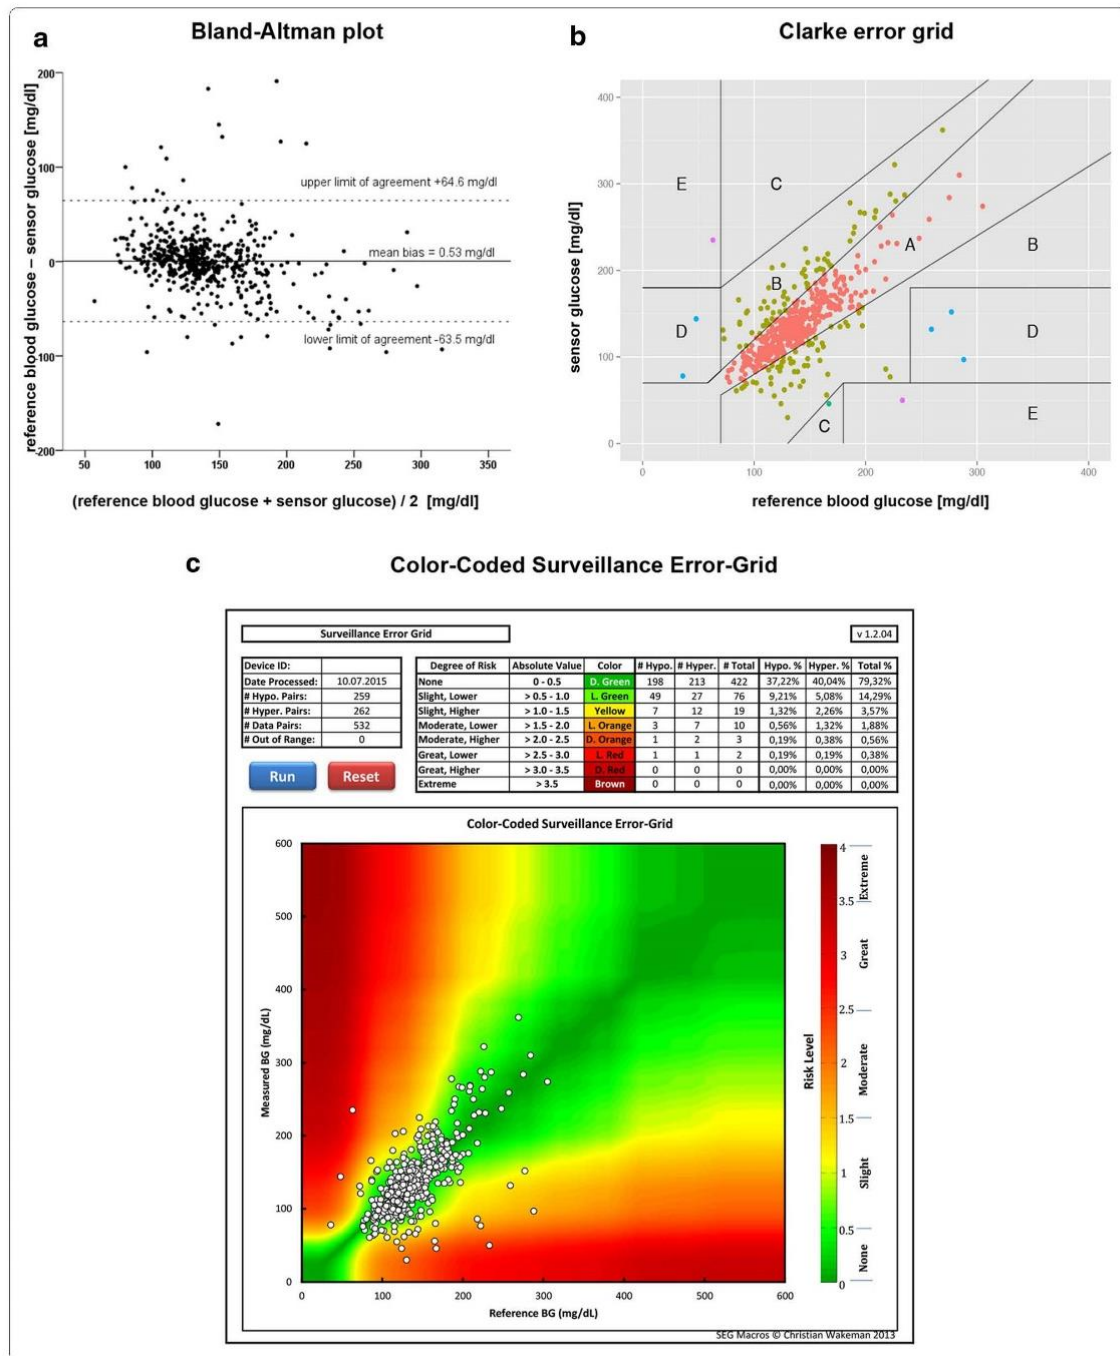 a
Bland-Altman plot
reference blood glucose – sensor glucose [mg/dl]
200
100
0
-100
-200
upper limit of agreement +64.6 mg/dl
mean bias = 0.53 mg/dl
lower limit of agreement -63.5 mg/dl
50 100 150 200 250 300 350
(reference blood glucose + sensor glucose) / 2 [mg/dl]
b
Clarke error grid
sensor glucose [mg/dl]
400
300
200
100
0
E C
A B
B
D D
C E
0 100 200 300 400
reference blood glucose [mg/dl]
c
Color-Coded Surveillance Error-Grid
Surveillance Error Grid
v 1.2.04
Device ID:
Date Processed: 10.07.2015
# Hypo. Pairs: 259
# Hyper. Pairs: 262
# Data Pairs: 532
# Out of Range: 0
Run Reset
Degree of Risk Absolute Value Color # Hypo. # Hyper. # Total Hypo. % Hyper. % Total %
None 0 - 0.5 D. Green 198 213 422 37,22% 40,04% 79,32%
Slight, Lower > 0.5 - 1.0 L. Green 49 27 76 9,21% 5,08% 14,29%
Slight, Higher > 1.0 - 1.5 Yellow 7 12 19 1,32% 2,26% 3,57%
Moderate, Lower > 1.5 - 2.0 L. Orange 3 7 10 0,56% 1,32% 1,88%
Moderate, Higher > 2.0 - 2.5 D. Orange 1 2 3 0,19% 0,38% 0,56%
Great, Lower > 2.5 - 3.0 L. Red 1 1 2 0,19% 0,19% 0,38%
Great, Higher > 3.0 - 3.5 D. Red 0 0 0 0,00% 0,00% 0,00%
Extreme > 3.5 Brown 0 0 0 0,00% 0,00% 0,00%
Color-Coded Surveillance Error-Grid
Measured BG (mg/dL)
600
500
400
300
200
100
0
0 100 200 300 400 500 600
Reference BG (mg/dL)
Risk Level
4
3.5
3
2.5
2
1.5
1
0.5
0
Extreme
Great
Moderate
Slight
None
SEG Macros © Christian Wakeman 2013